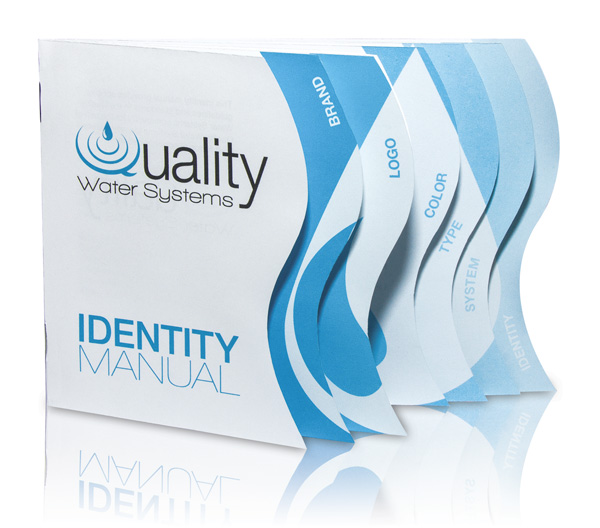 Quality
Water Systems
IDENTITY
MANUAL
BRAND
LOGO
COLOR
TYPE
SYSTEM
IDENTITY